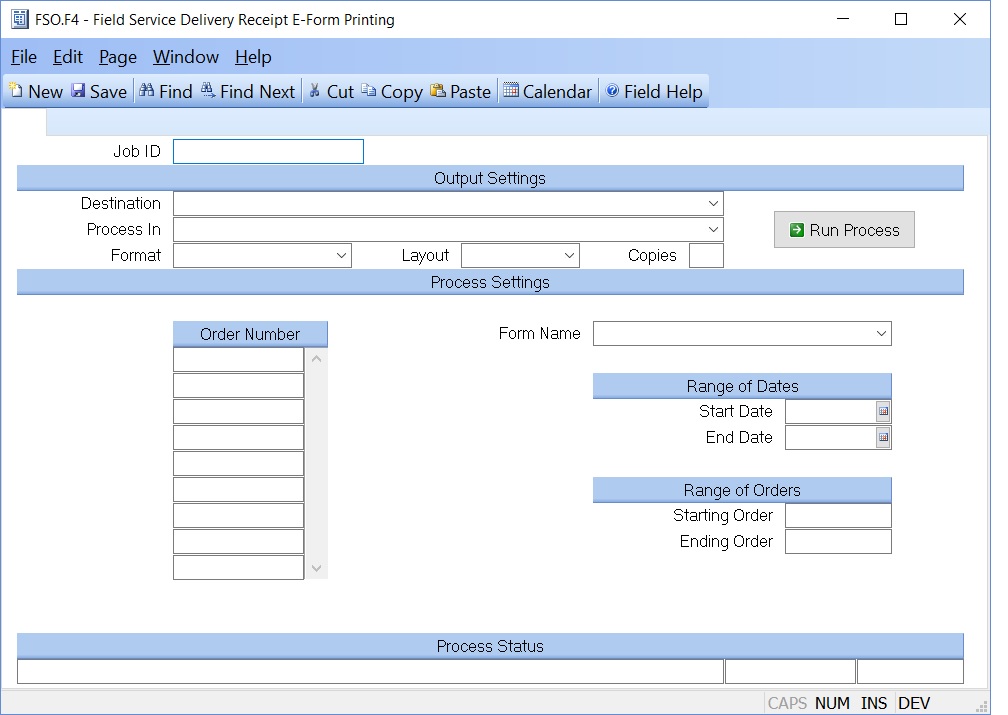 FSO.F4 - Field Service Delivery Receipt E-Form Printing
File Edit Page Window Help
New Save Find Find Next Cut Copy Paste Calendar Field Help
Job ID
Output Settings
Destination
Process In
Run Process
Format Layout Copies
Process Settings
Order Number
Form Name
Range of Dates
Start Date
End Date
Range of Orders
Starting Order
Ending Order
Process Status
CAPS NUM INS DEV